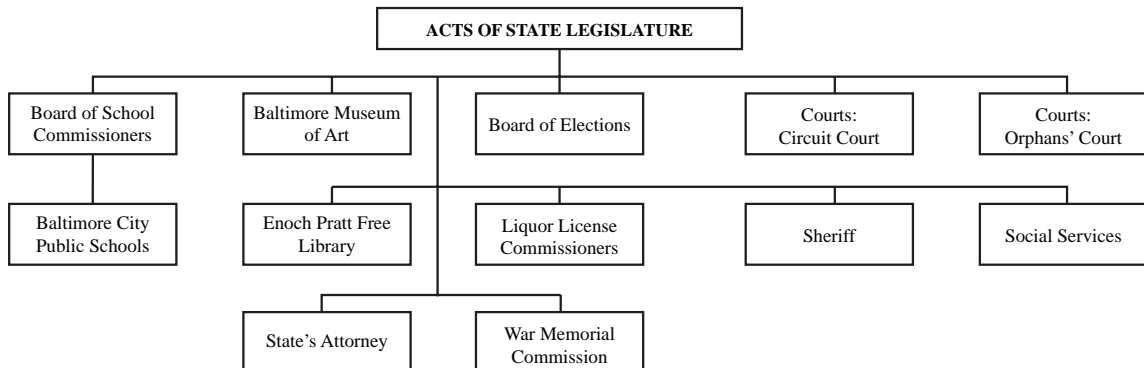 ACTS OF STATE LEGISLATURE
Board of School
Commissioners
Baltimore Museum
of Art
Board of Elections
Courts:
Circuit Court
Courts:
Orphans’ Court
Baltimore City
Public Schools
Enoch Pratt Free
Library
Liquor License
Commissioners
Sheriff
Social Services
State’s Attorney
War Memorial
Commission